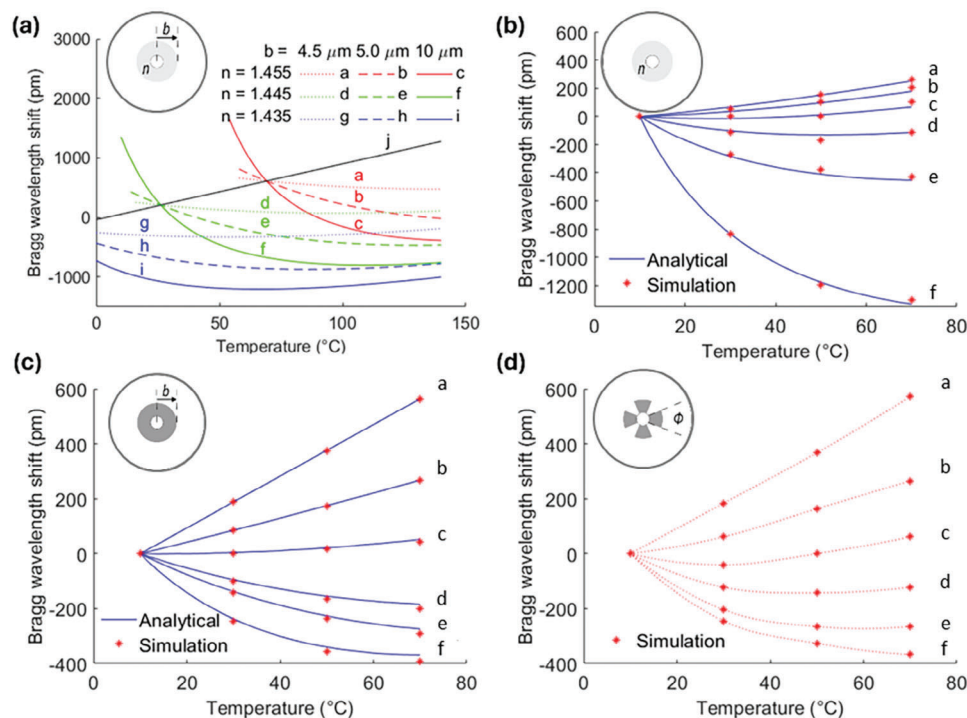 (a)
3000
2000
1000
0
-1000
0 50 100 150
Bragg wavelength shift (pm)
Temperature (°C)
b
n
b = 4.5 μm 5.0 μm 10 μm
n = 1.455 a b c
n = 1.445 d e f
n = 1.435 g h i
j
a
b
c
d
e
f
g
h
i
(b)
600
400
200
0
-200
-400
-600
-800
-1000
-1200
0 20 40 60 80
Bragg wavelength shift (pm)
Temperature (°C)
n
a
b
c
d
e
f
Analytical
Simulation
(c)
600
400
200
0
-200
-400
0 20 40 60 80
Bragg wavelength shift (pm)
Temperature (°C)
b
a
b
c
d
e
f
Analytical
Simulation
(d)
600
400
200
0
-200
-400
0 20 40 60 80
Bragg wavelength shift (pm)
Temperature (°C)
Φ
a
b
c
d
e
f
Simulation